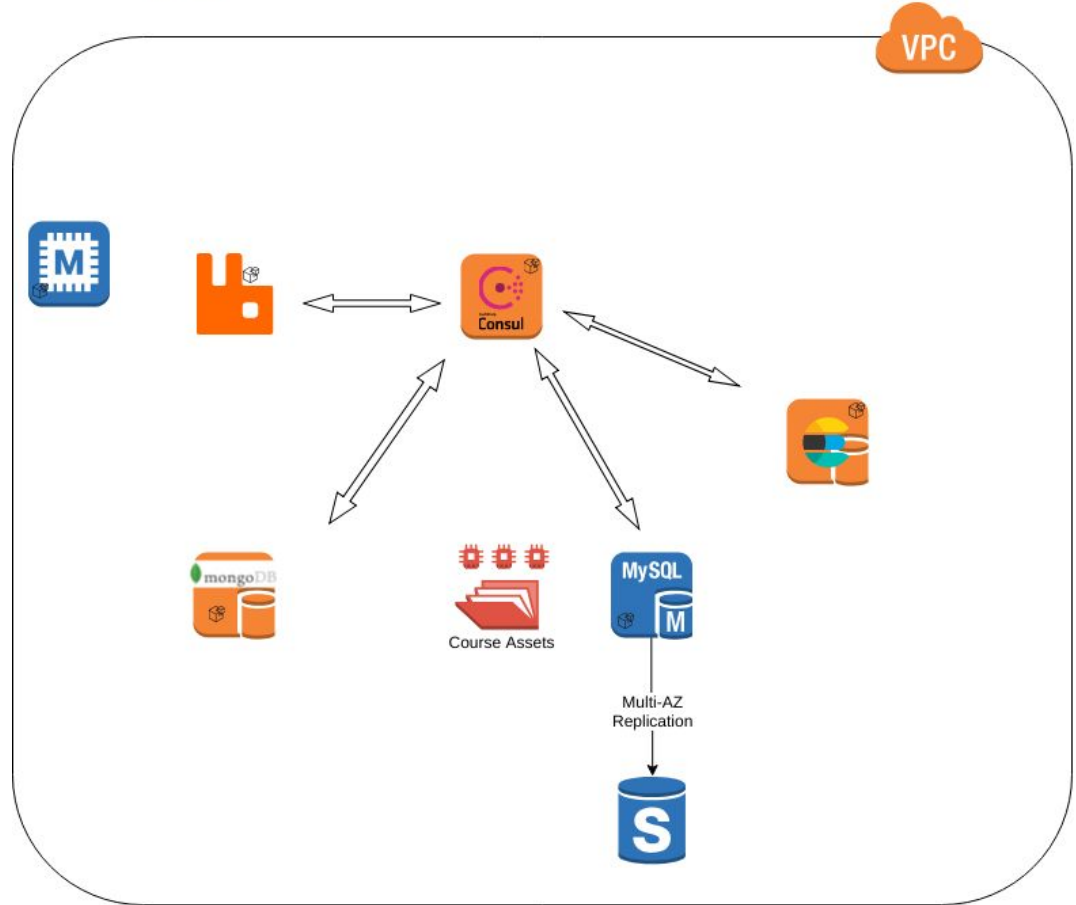 VPC
M
Consul
mongoDB
Course Assets
MySQL
M
Multi-AZ
Replication
S